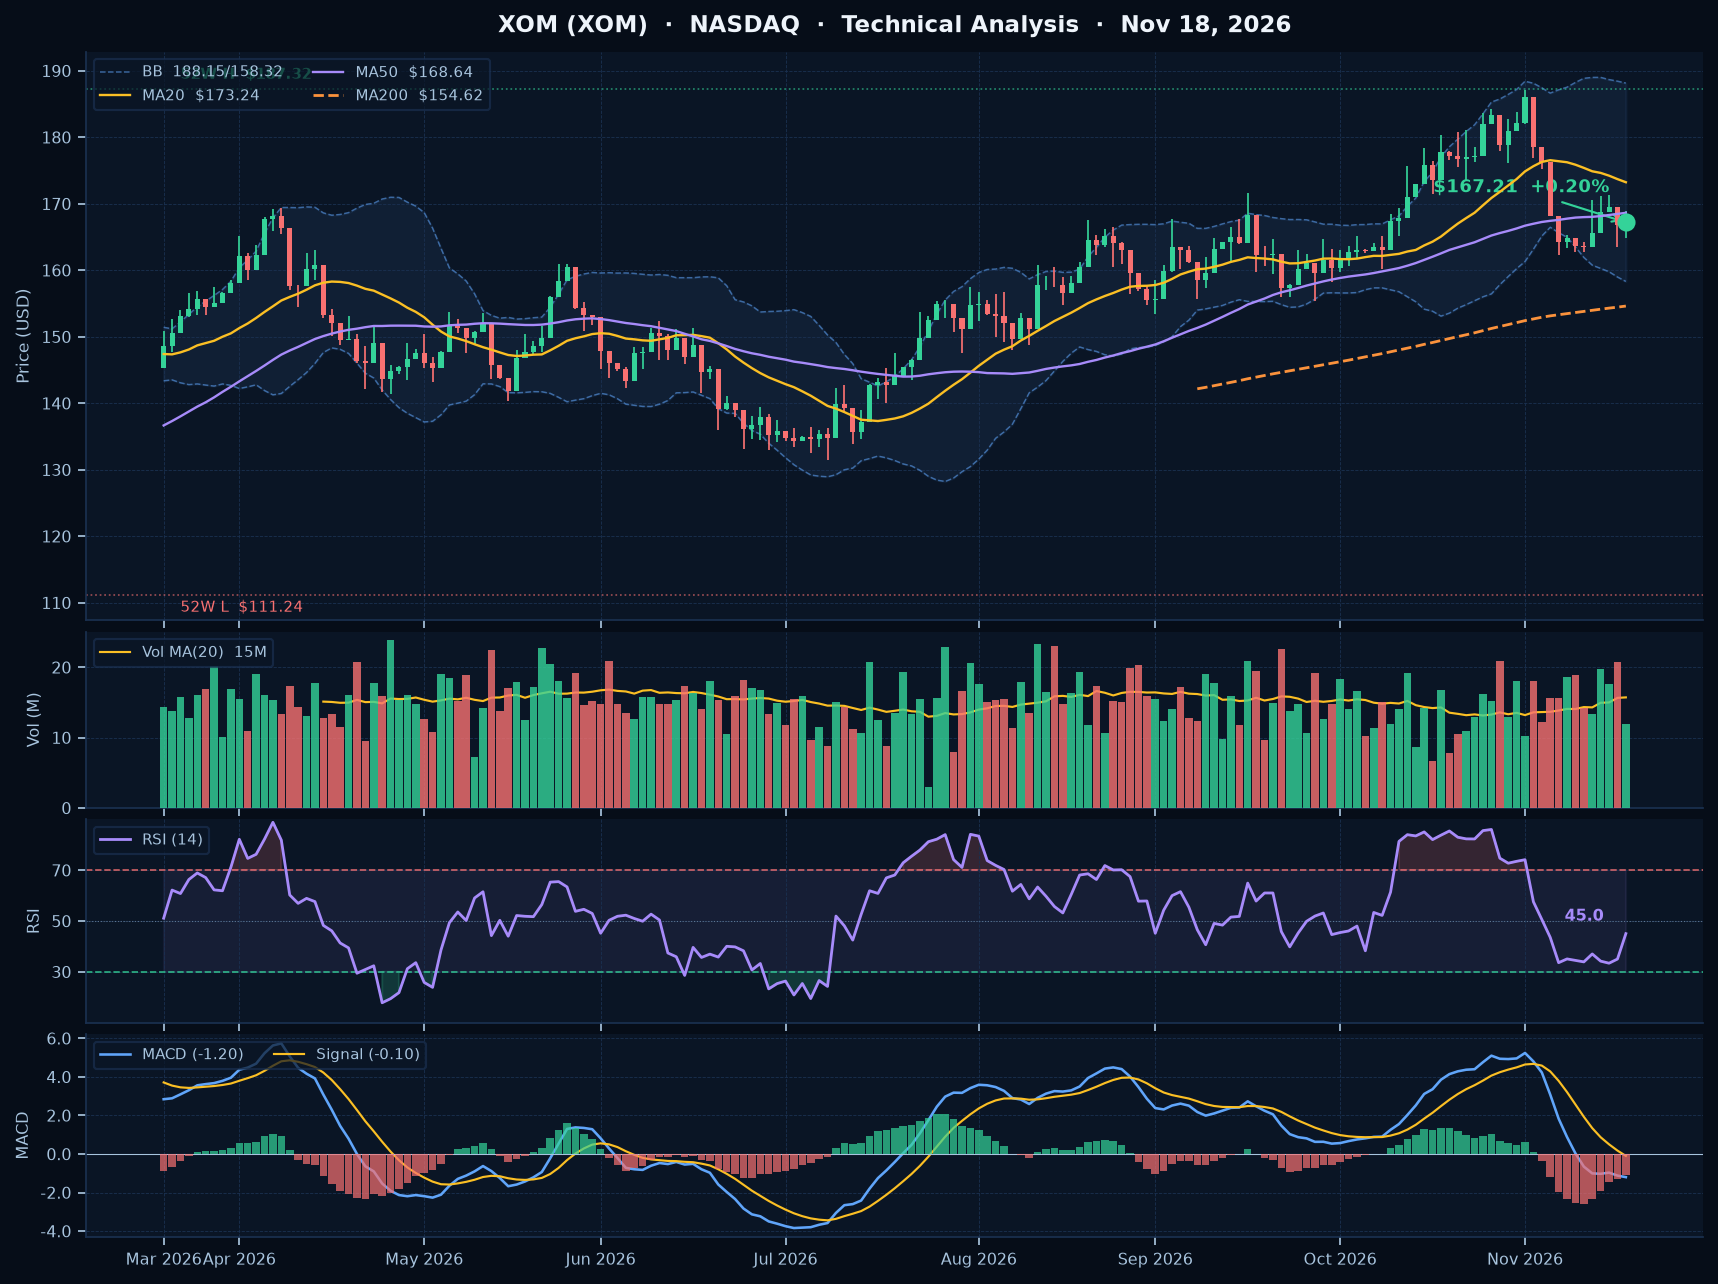 XOM (XOM)  ·  NASDAQ  ·  Technical Analysis  ·  Nov 18, 2026
BB  188.15/158.32
MA50  $168.64
MA20  $173.24
MA200  $154.62
190
180
170
160
150
140
130
120
110
Price (USD)
$167.21  +0.20%
52W L  $111.24
Vol MA(20)  15M
20
10
0
Vol (M)
RSI (14)
70
50
30
RSI
45.0
MACD (-1.20)
Signal (-0.10)
6.0
4.0
2.0
0.0
-2.0
-4.0
MACD
Mar 2026
Apr 2026
May 2026
Jun 2026
Jul 2026
Aug 2026
Sep 2026
Oct 2026
Nov 2026